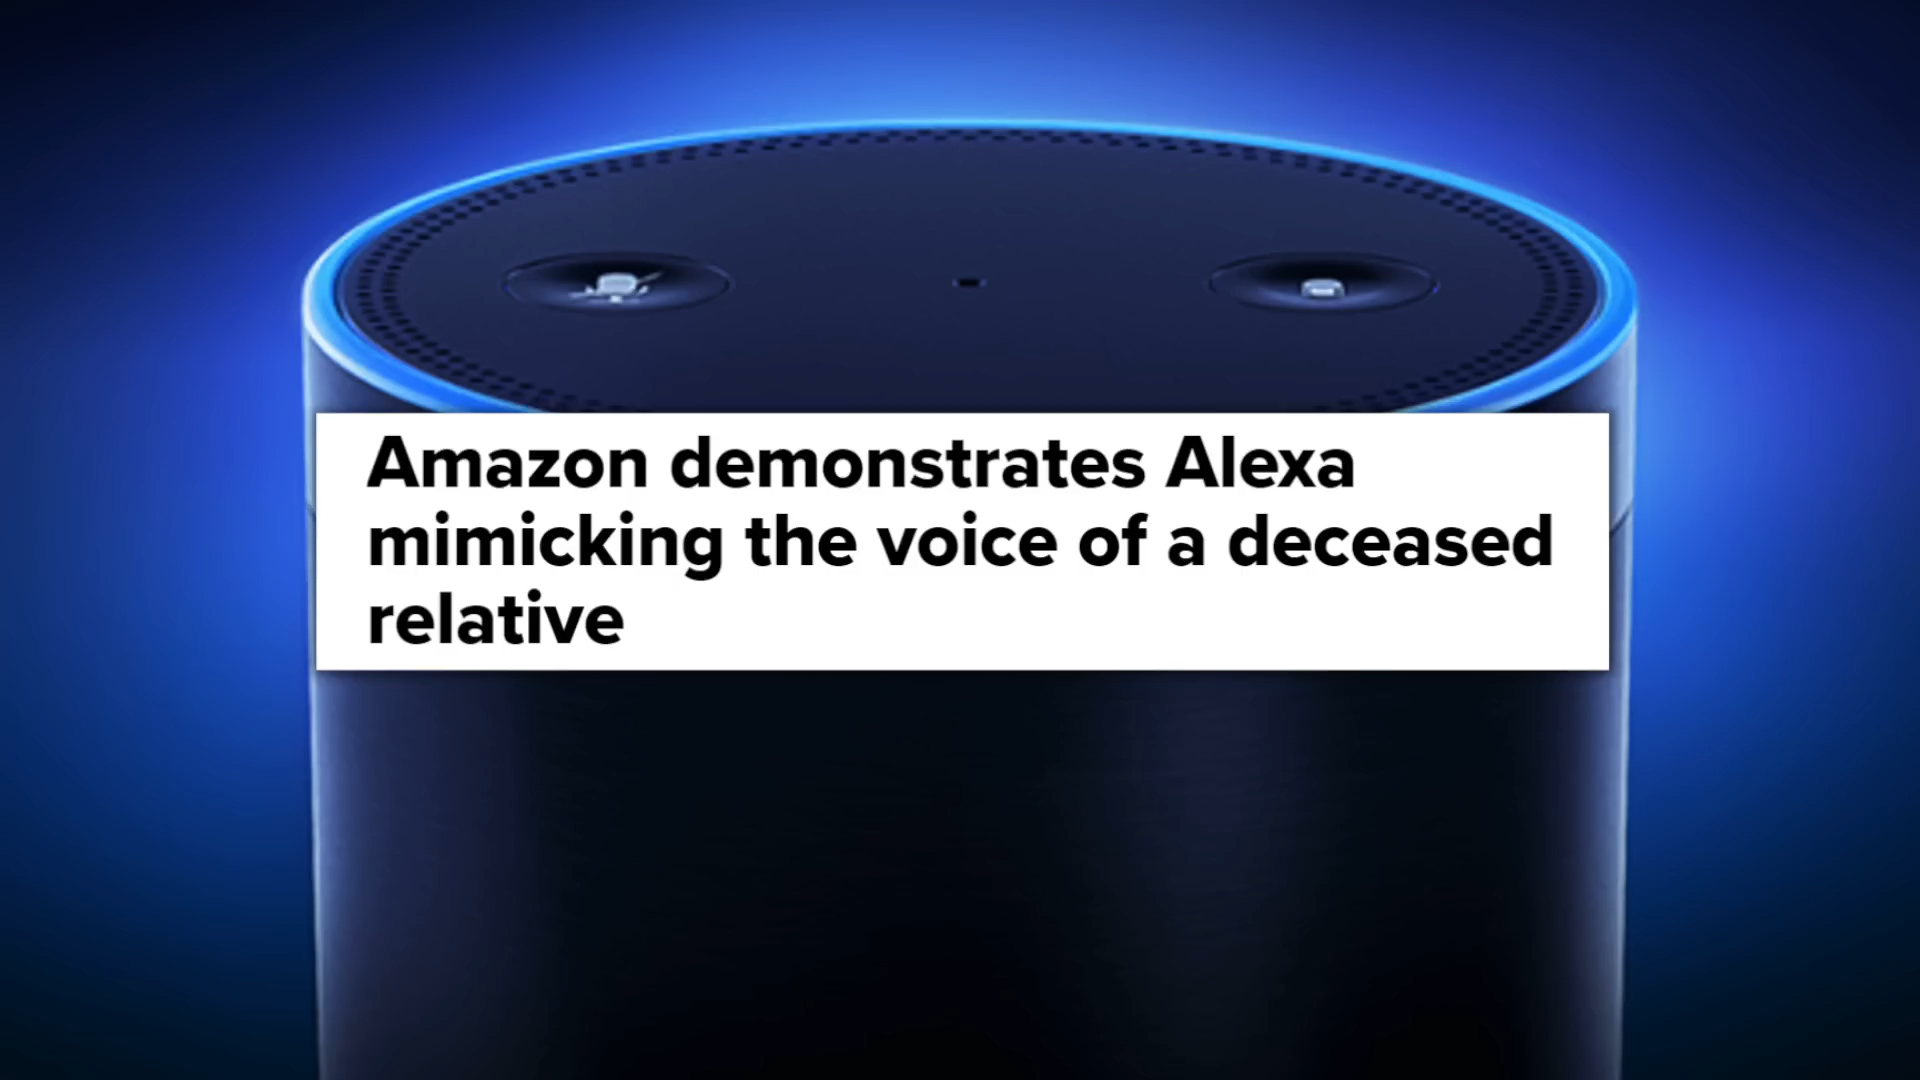 Amazon demonstrates Alexa
mimicking the voice of a deceased
relative